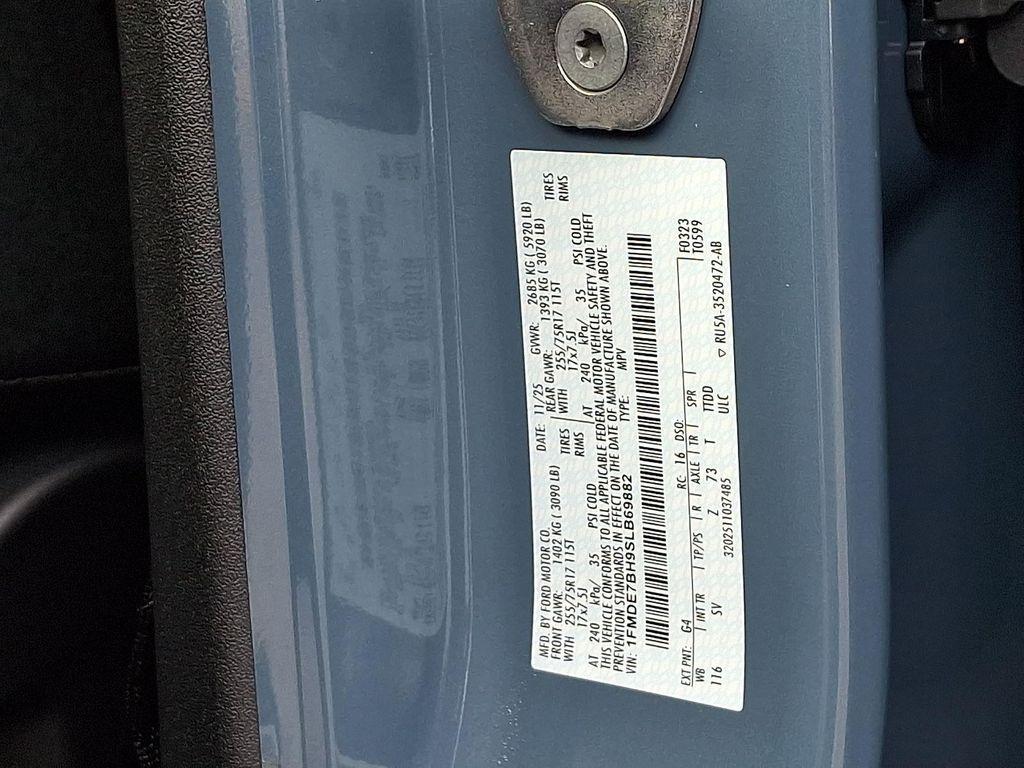 MFD. BY FORD MOTOR CO. DATE: 11/25 GVWR: 2685 KG ( 5920 LB)
FRONT GAWR: 1402 KG ( 3090 LB) REAR GAWR: 1393 KG ( 3070 LB)
WITH 255/75R17 115T TIRES WITH 255/75R17 115T TIRES
17x7.5J RIMS 17x7.5J RIMS
AT 240 kPa/ 35 PSI COLD AT 240 kPa/ 35 PSI COLD
THIS VEHICLE CONFORMS TO ALL APPLICABLE FEDERAL MOTOR VEHICLE SAFETY AND THEFT
PREVENTION STANDARDS IN EFFECT ON THE DATE OF MANUFACTURE SHOWN ABOVE.
VIN: 1FMDE7BH9SLB69882 TYPE: MPV
EXT PNT: G4 RC: 16 DSO: F0323
WB INT TR TP/PS R AXLE TR SPR T0599
116 SV Z 73 T TTDD
3202511037485 ULC ▽ RU5A-3520472-AB